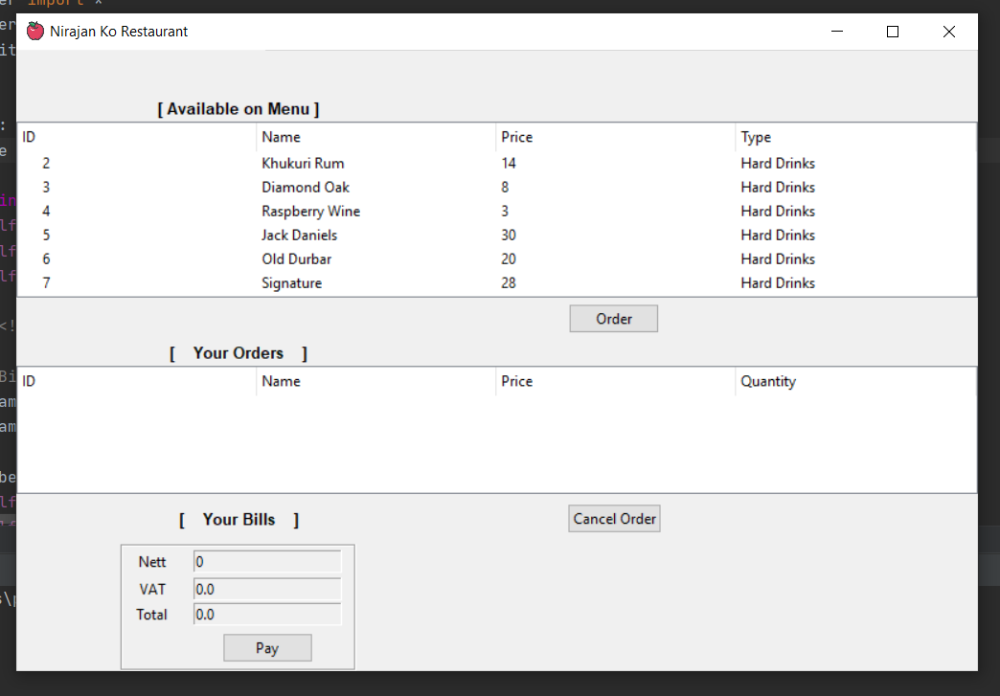 import *
Nirajan Ko Restaurant
[ Available on Menu ]
ID Name Price Type
2 Khukuri Rum 14 Hard Drinks
3 Diamond Oak 8 Hard Drinks
4 Raspberry Wine 3 Hard Drinks
5 Jack Daniels 30 Hard Drinks
6 Old Durbar 20 Hard Drinks
7 Signature 28 Hard Drinks
Order
[ Your Orders ]
ID Name Price Quantity
[ Your Bills ]
Cancel Order
Nett 0
VAT 0.0
Total 0.0
Pay